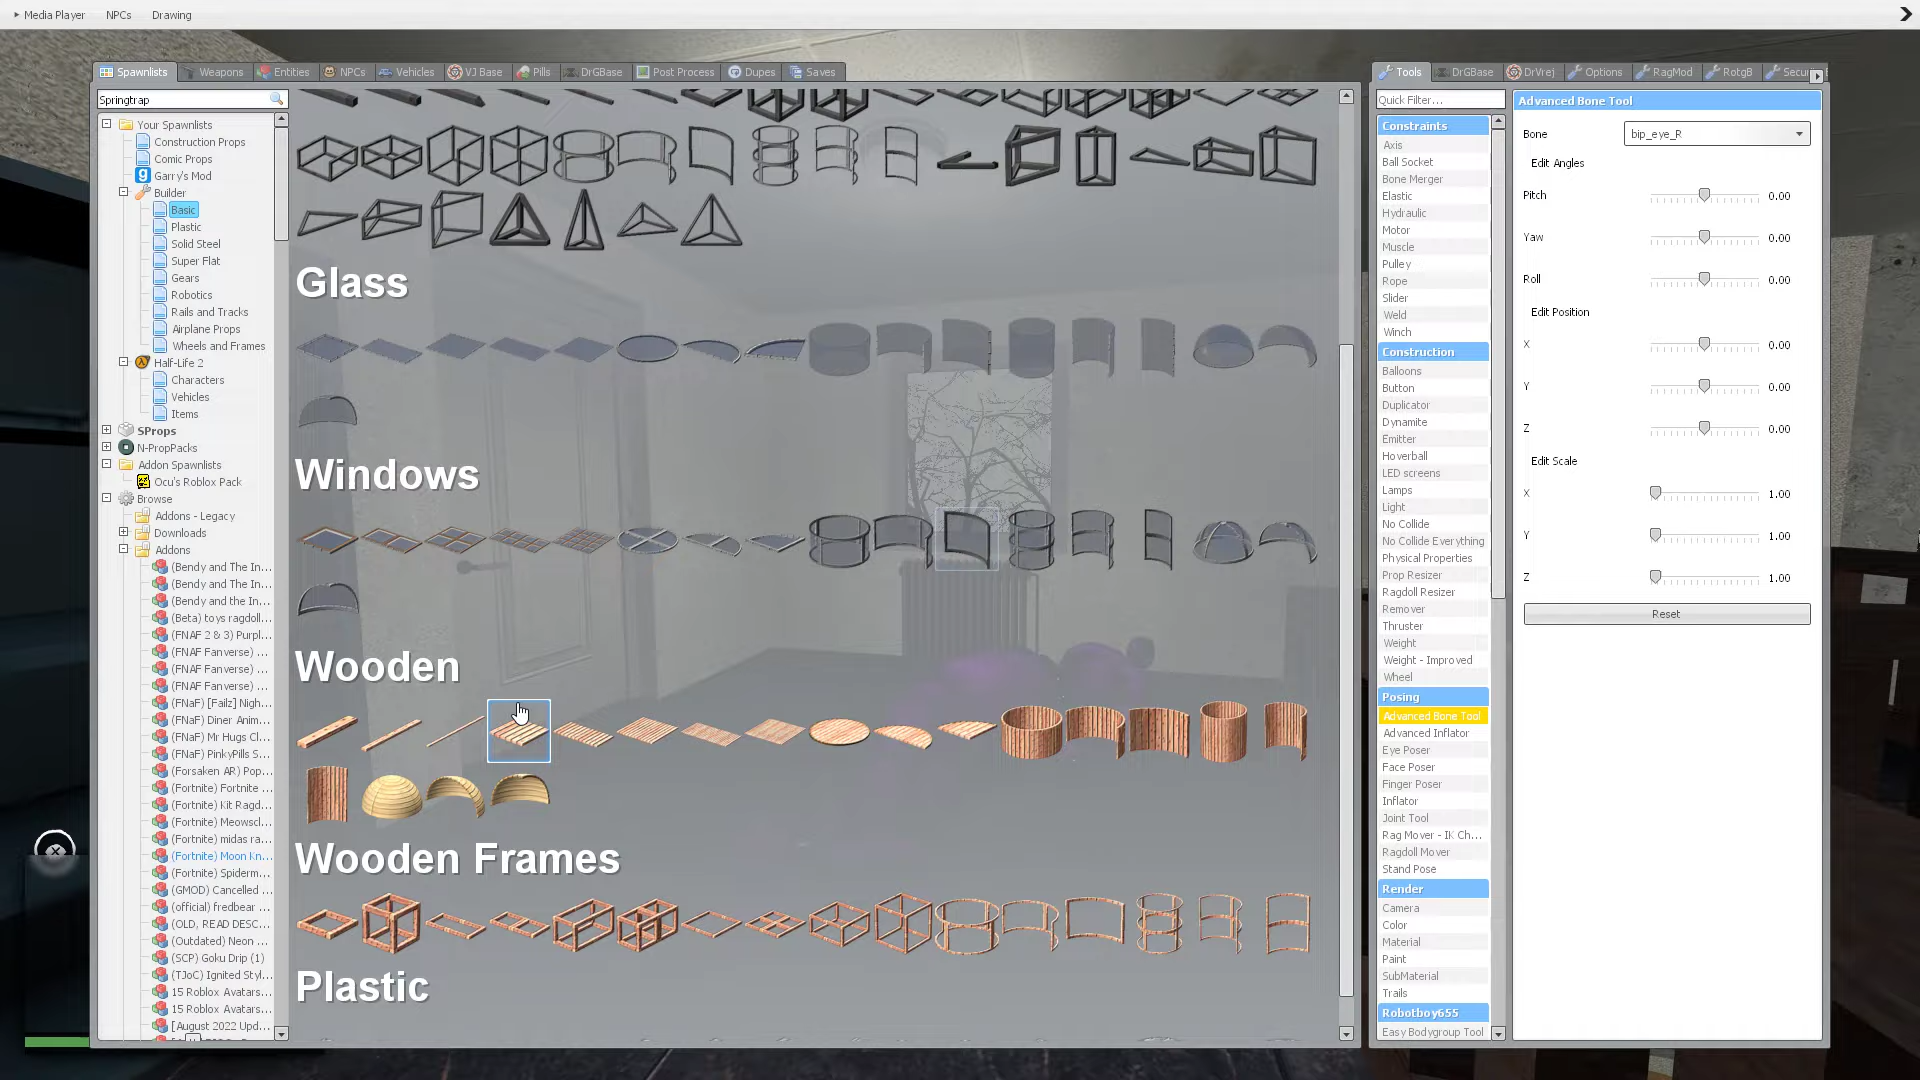 Media Player NPCs Drawing
Spawnlists Weapons Entities NPCs Vehicles VJ Base Pills DrGBase Post Process Dupes Saves
Springtrap
Your Spawnlists
Construction Props
Comic Props
Garry's Mod
Builder
Basic
Plastic
Solid Steel
Super Flat
Gears
Robotics
Rails and Tracks
Airplane Props
Wheels and Frames
Half-Life 2
Characters
Vehicles
Items
SProps
N-PropPacks
Addon Spawnlists
Ocu's Roblox Pack
Browse
Addons - Legacy
Downloads
Addons
(Bendy and The In...
(Bendy and The In...
(Bendy and the In...
(Beta) toys ragdoll...
(FNAF 2 & 3) Purpl...
(FNAF Fanverse) ...
(FNAF Fanverse) ...
(FNAF Fanverse) ...
(FNaF) [Failz] Nigh...
(FNaF) Diner Anim...
(FNaF) Mr Hugs Cl...
(FNaF) PinkyPills S...
(Forsaken AR) Pop...
(Fortnite) Fortnite ...
(Fortnite) Kit Ragd...
(Fortnite) Meowscl...
(Fortnite) midas ra...
(Fortnite) Moon Kn...
(Fortnite) Spiderm...
(GMOD) Cancelled ...
(official) fredbear ...
(OLD, READ DESC...
(Outdated) Neon ...
(SCP) Goku Drip (1)
(TJoC) Ignited Styl...
15 Roblox Avatars...
15 Roblox Avatars...
[ August 2022 Upd...
Glass
Windows
Wooden
Wooden Frames
Plastic
Tools DrGBase DrVrej Options RagMod RotgB
Quick Filter...
Constraints
Axis
Ball Socket
Bone Merger
Elastic
Hydraulic
Motor
Muscle
Pulley
Rope
Slider
Weld
Winch
Construction
Balloons
Button
Duplicator
Dynamite
Emitter
Hoverball
LED screens
Lamps
Light
No Collide
No Collide Everything
Physical Properties
Prop Resizer
Ragdoll Resizer
Remover
Thruster
Weight
Weight - Improved
Wheel
Posing
Advanced Bone Tool
Advanced Inflator
Eye Poser
Face Poser
Finger Poser
Inflator
Joint Tool
Rag Mover - IK Ch...
Ragdoll Mover
Stand Pose
Render
Camera
Color
Material
Paint
SubMaterial
Trails
Robotboy655
Easy Bodygroup Tool
Advanced Bone Tool
Bone bip_eye_R
Edit Angles
Pitch 0.00
Yaw 0.00
Roll 0.00
Edit Position
X 0.00
Y 0.00
Z 0.00
Edit Scale
X 1.00
Y 1.00
Z 1.00
Reset